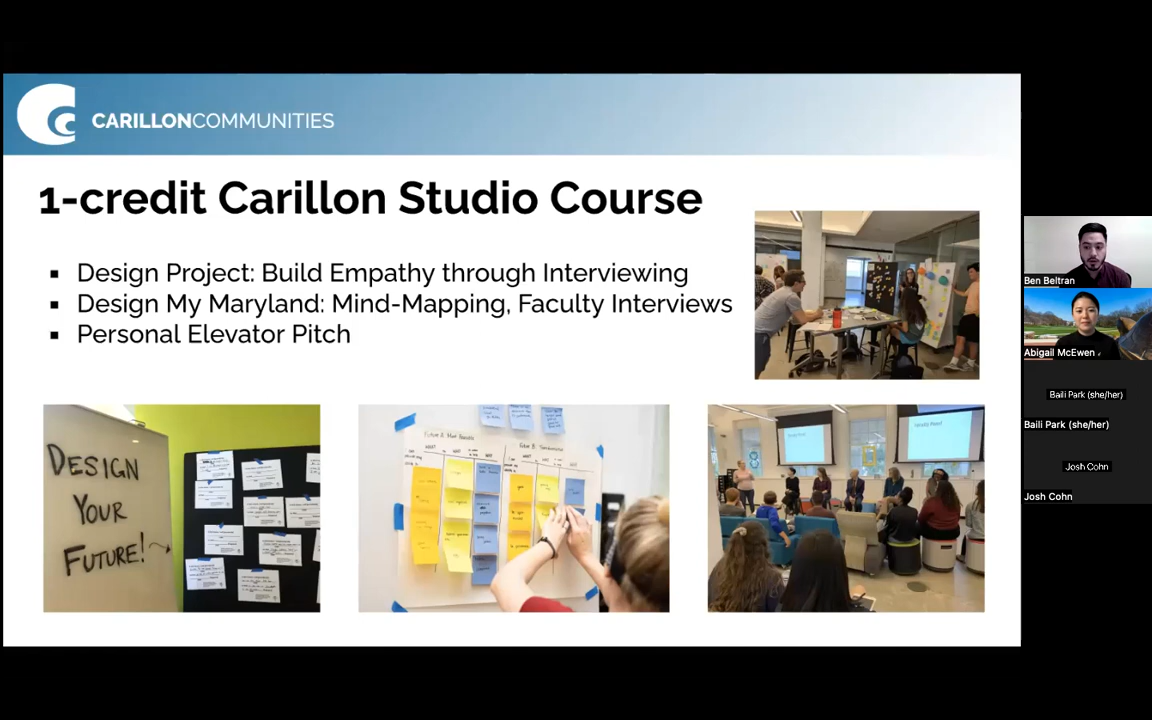 CARILLONCOMMUNITIES
1-credit Carillon Studio Course
▪ Design Project: Build Empathy through Interviewing
▪ Design My Maryland: Mind-Mapping, Faculty Interviews
▪ Personal Elevator Pitch
DESIGN
YOUR
FUTURE!
WHAT
WHAT
Ben Beltran
Abigail McEwen
Baili Park (she/her)
Baili Park (she/her)
Josh Cohn
Josh Cohn